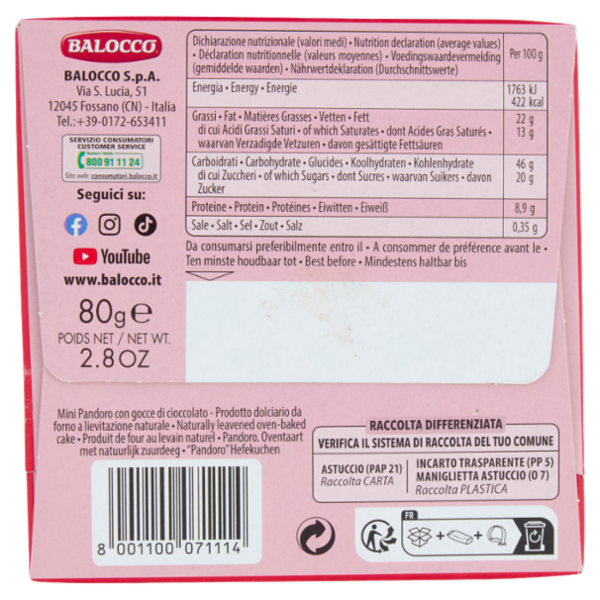 BALOCCO
BALOCCO S.p.A.
Via S. Lucia, 51
12045 Fossano (CN) - Italia
Tel.:+39-0172-653411
SERVIZIO CONSUMATORI
CUSTOMER SERVICE
Numero Verde
800 91 11 24
Sito web: consumatori.balocco.it
Seguici su:
YouTube
www.balocco.it
80g e
POIDS NET / NET WT.
2.8 OZ
Dichiarazione nutrizionale (valori medi) • Nutrition declaration (average values)
• Déclaration nutritionnelle (valeurs moyennes) • Voedingswaardevermelding
(gemiddelde waarden) • Nährwertdeklaration (Durchschnittswerte)
Per 100 g
Energia • Energy • Energie
1763 kJ
422 kcal
Grassi • Fat • Matières Grasses • Vetten • Fett
22 g
di cui Acidi Grassi Saturi • of which Saturates • dont Acides Gras Saturés •
13 g
waarvan Verzadigde Vetzuren • davon gesättigte Fettsäuren
Carboidrati • Carbohydrate • Glucides • Koolhydraten • Kohlenhydrate
46 g
di cui Zuccheri • of which Sugars • dont Sucres • waarvan Suikers • davon
20 g
Zucker
Proteine • Protein • Protéines • Eiwitten • Eiweiß
8,9 g
Sale • Salt • Sel • Zout • Salz
0,35 g
Da consumarsi preferibilmente entro il • A consommer de préférence avant le •
Ten minste houdbaar tot • Best before • Mindestens haltbar bis
Mini Pandoro con gocce di cioccolato - Prodotto dolciario da
forno a lievitazione naturale • Naturally leavened oven-baked
cake • Produit de four au levain naturel • Pandoro. Oventaart
met natuurlijk zuurdeeg • "Pandoro" Hefekuchen
8 001100 071114
RACCOLTA DIFFERENZIATA
VERIFICA IL SISTEMA DI RACCOLTA DEL TUO COMUNE
ASTUCCIO (PAP 21)
Raccolta CARTA
INCARTO TRASPARENTE (PP 5)
MANIGLIETTA ASTUCCIO (O 7)
Raccolta PLASTICA
FR
+
+